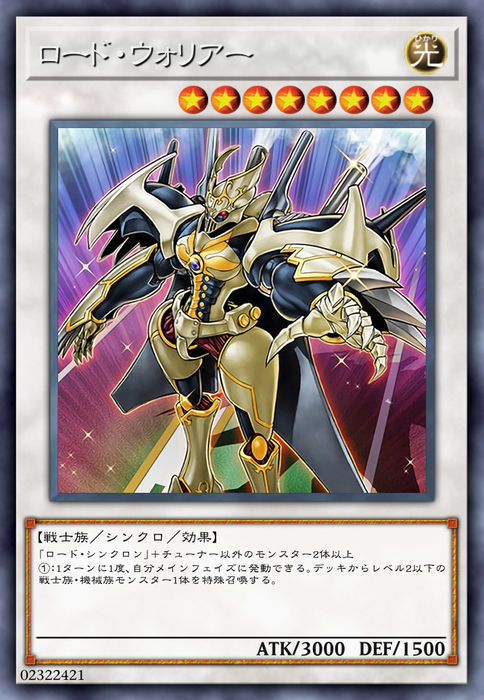 ロード・ウォリアー
ひかり
光
【戦士族／シンクロ／効果】
「ロード・シンクロン」＋チューナー以外のモンスター2体以上
①：1ターンに1度、自分メインフェイズに発動できる。デッキからレベル2以下の
戦士族・機械族モンスター1体を特殊召喚する。
ATK/3000 DEF/1500
02322421